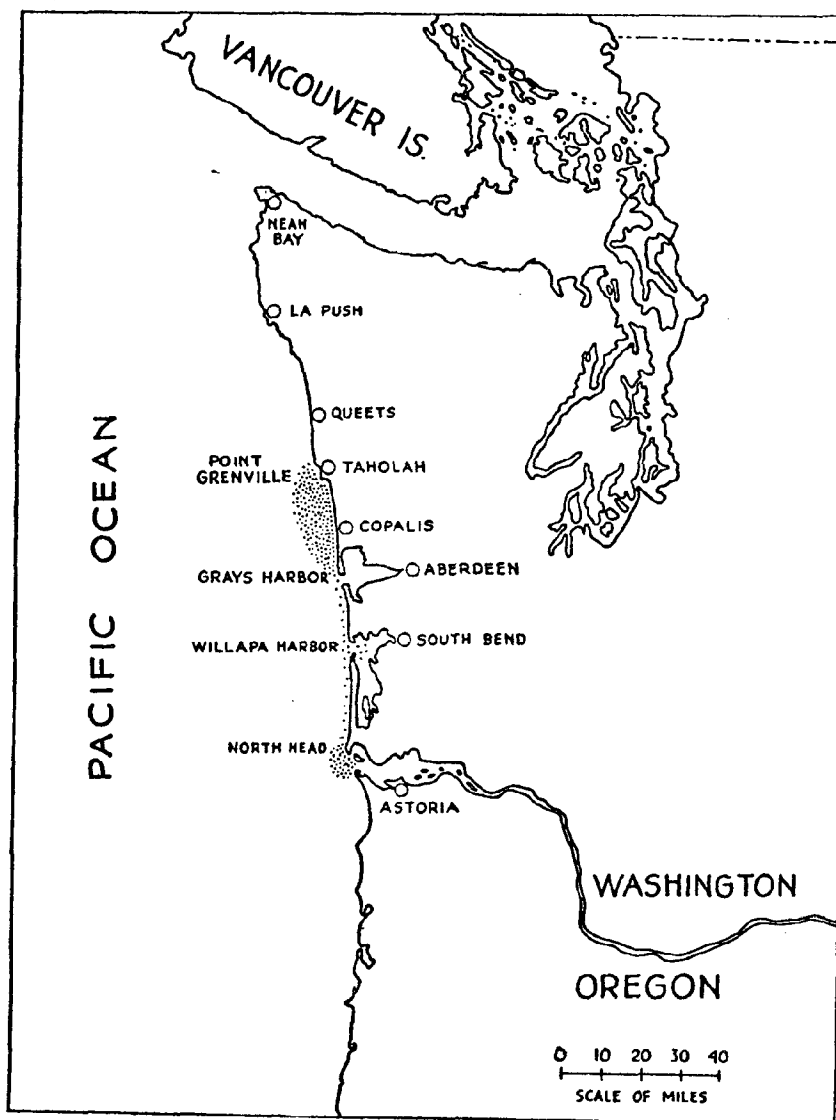 VANCOUVER IS.
NEAH
BAY
LA PUSH
QUEETS
POINT
GRENVILLE
TAHOLAH
COPALIS
GRAYS HARBOR
ABERDEEN
WILLAPA HARBOR
SOUTH BEND
PACIFIC OCEAN
NORTH HEAD
ASTORIA
WASHINGTON
OREGON
0 10 20 30 40
SCALE OF MILES